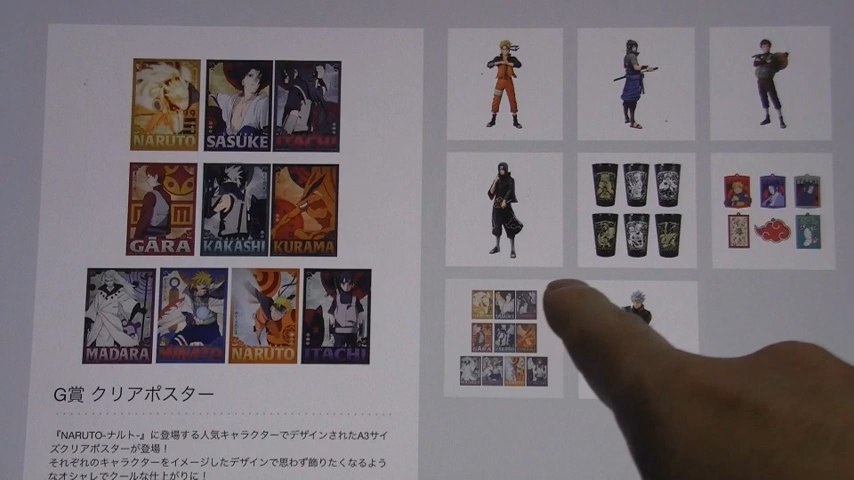 NARUTO
SASUKE
ITACHI
GĀRA
KAKASHI
KURAMA
MADARA
MINATO
NARUTO
ITACHI
G賞 クリアポスター
『NARUTO-ナルト-』に登場する人気キャラクターでデザインされたA3サイ
ズクリアポスターが登場！
それぞれのキャラクターをイメージしたデザインで思わず飾りたくなるよう
なオシャレでクールな仕上がりに！